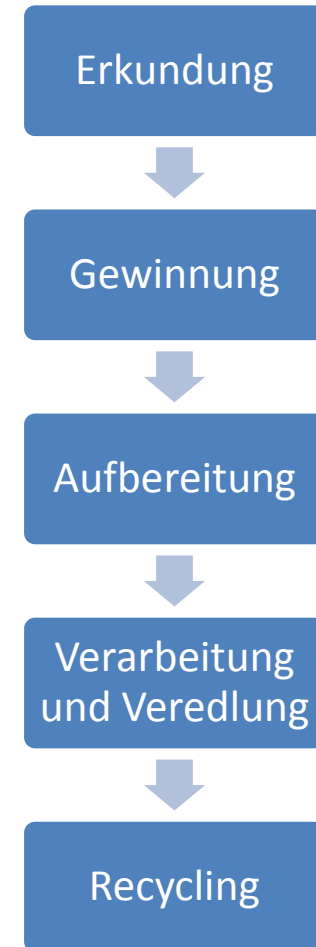 Erkundung
Gewinnung
Aufbereitung
Verarbeitung
und Veredlung
Recycling